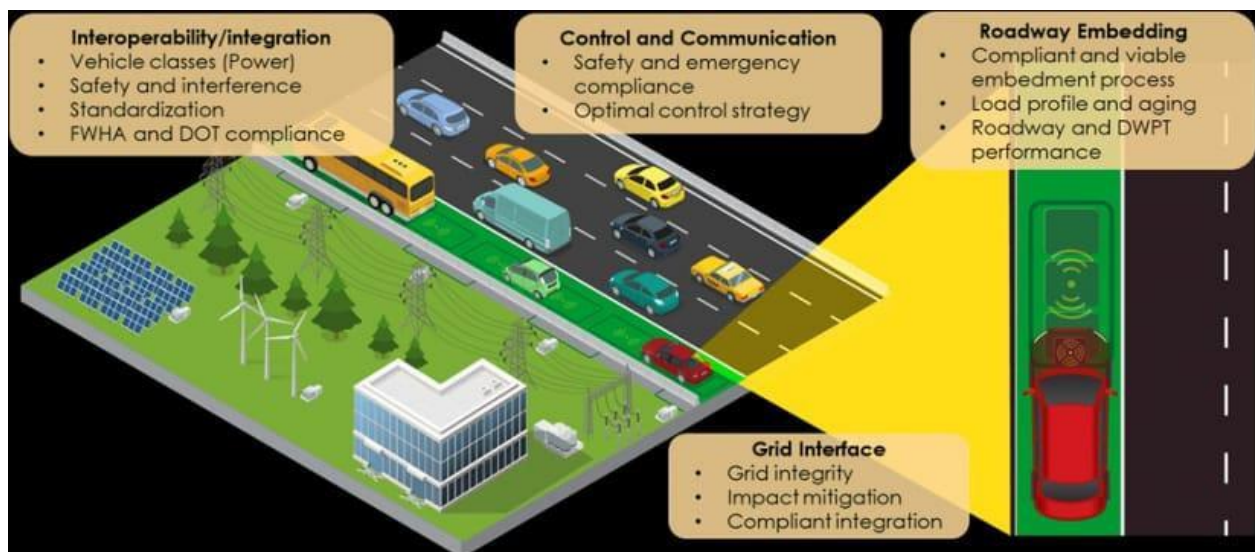 Interoperability/integration
• Vehicle classes (Power)
• Safety and interference
• Standardization
• FWHA and DOT compliance
Control and Communication
• Safety and emergency
compliance
• Optimal control strategy
Roadway Embedding
• Compliant and viable
embedment process
• Load profile and aging
• Roadway and DWPT
performance
Grid Interface
• Grid integrity
• Impact mitigation
• Compliant integration